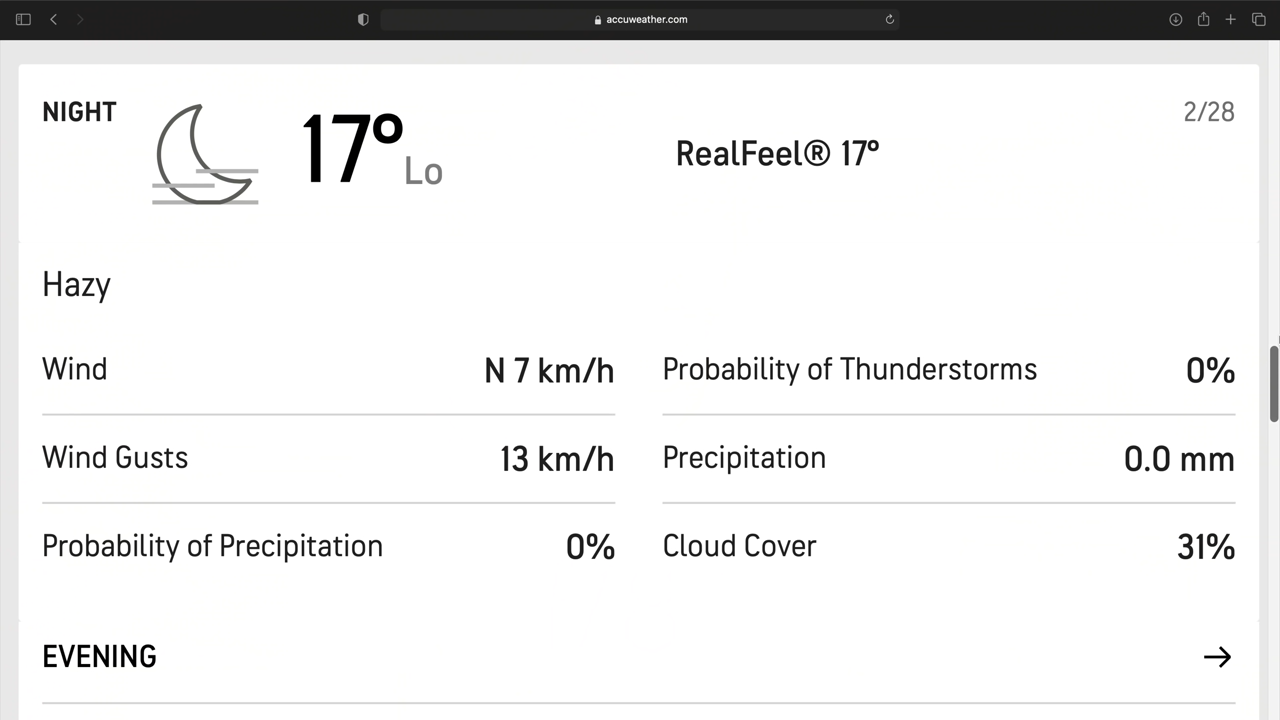 accuweather.com
NIGHT
17° Lo
RealFeel® 17°
2/28
Hazy
Wind N 7 km/h
Probability of Thunderstorms 0%
Wind Gusts 13 km/h
Precipitation 0.0 mm
Probability of Precipitation 0%
Cloud Cover 31%
EVENING